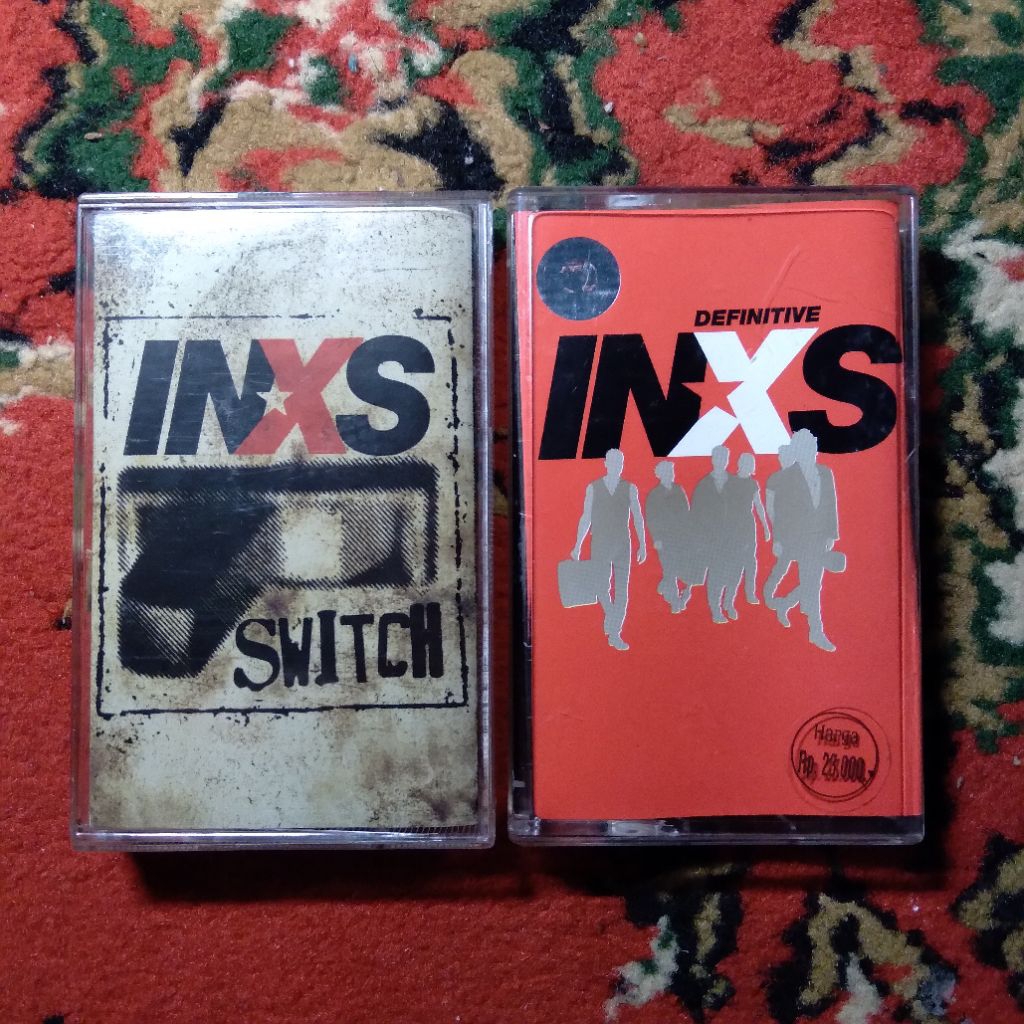 INXS
SWITCH
DEFINITIVE
INXS
Harga
Rp. 23.000,-